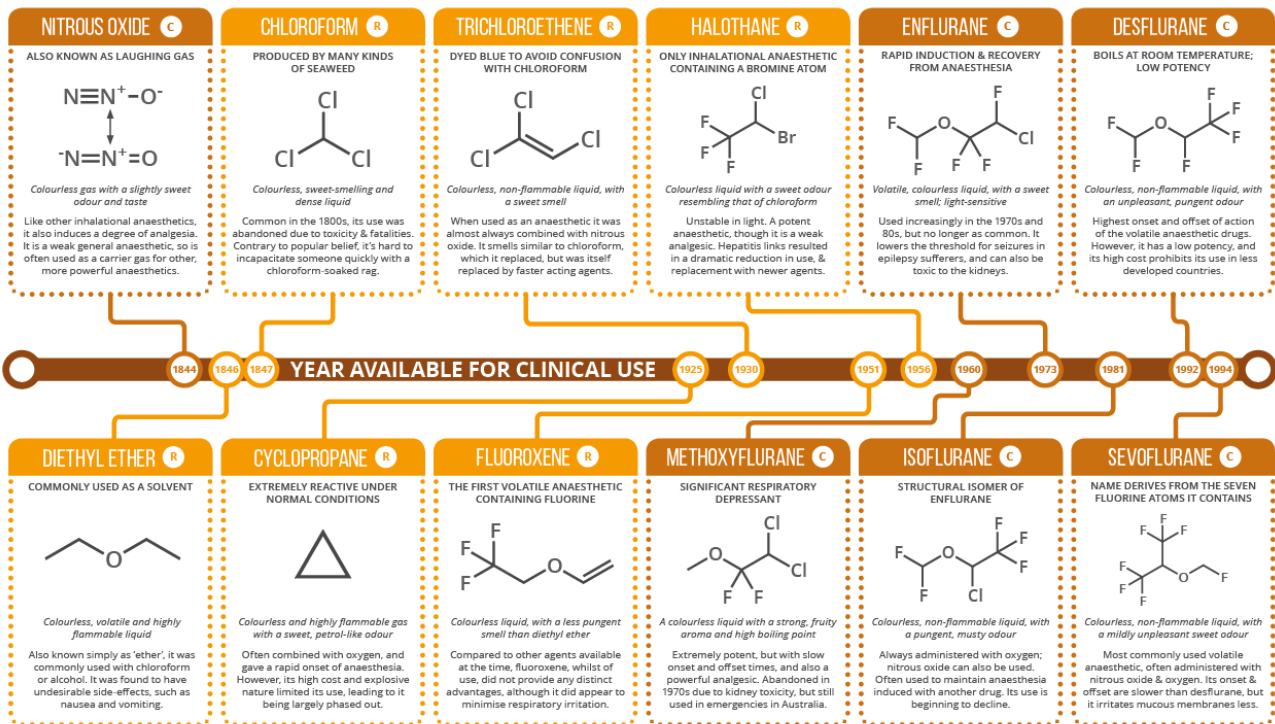 NITROUS OXIDE C
ALSO KNOWN AS LAUGHING GAS
N≡N⁺–O⁻
⁻N=N⁺=O
Colourless gas with a slightly sweet
odour and taste
Like other inhalational anaesthetics,
it also induces a degree of analgesia.
It is a weak general anaesthetic, so is
often used as a carrier gas for other,
more powerful anaesthetics.
CHLOROFORM R
PRODUCED BY MANY KINDS
OF SEAWEED
Cl
Cl Cl
Colourless, sweet-smelling and
dense liquid
Common in the 1800s, its use was
abandoned due to toxicity & fatalities.
Contrary to popular belief, it's hard to
incapacitate someone quickly with a
chloroform-soaked rag.
TRICHLOROETHENE R
DYED BLUE TO AVOID CONFUSION
WITH CHLOROFORM
Cl
Cl
Cl
Colourless, non-flammable liquid, with
a sweet smell
When used as an anaesthetic it was
almost always combined with nitrous
oxide. It smells similar to chloroform,
which it replaced, but was itself
replaced by faster acting agents.
HALOTHANE R
ONLY INHALATIONAL ANAESTHETIC
CONTAINING A BROMINE ATOM
Cl
F
Br
F
F
Colourless liquid with a sweet odour
resembling that of chloroform
Unstable in light. A potent
anaesthetic, though it is a weak
analgesic. Hepatitis links resulted
in a dramatic reduction in use, &
replacement with newer agents.
ENFLURANE C
RAPID INDUCTION & RECOVERY
FROM ANAESTHESIA
F
F O
Cl
F F F
Volatile, colourless liquid, with a sweet
smell; light-sensitive
Used increasingly in the 1970s and
80s, but no longer as common. It
lowers the threshold for seizures in
epilepsy sufferers, and can also be
toxic to the kidneys.
DESFLURANE C
BOILS AT ROOM TEMPERATURE;
LOW POTENCY
F
F O F
F
F F
Colourless, non-flammable liquid, with
an unpleasant, pungent odour
Highest onset and offset of action
of the volatile anaesthetic drugs.
However, it has a low potency, and
its high cost prohibits its use in less
developed countries.
1844 1846 1847 YEAR AVAILABLE FOR CLINICAL USE 1925 1930 1951 1956 1960 1973 1981 1992 1994
DIETHYL ETHER R
COMMONLY USED AS A SOLVENT
O
Colourless, volatile and highly
flammable liquid
Also known simply as 'ether', it was
commonly used with chloroform
or alcohol. It was found to have
undesirable side-effects, such as
nausea and vomiting.
CYCLOPROPANE R
EXTREMELY REACTIVE UNDER
NORMAL CONDITIONS
Colourless and highly flammable gas
with a sweet, petrol-like odour
Often combined with oxygen, and
gave a rapid onset of anaesthesia.
However, its high cost and explosive
nature limited its use, leading to it
being largely phased out.
FLUOROXENE R
THE FIRST VOLATILE ANAESTHETIC
CONTAINING FLUORINE
F
F
F O
Colourless liquid, with a less pungent
smell than diethyl ether
Compared to other agents available
at the time, fluoroxene, whilst of
use, did not provide any distinct
advantages, although it did appear to
minimise respiratory irritation.
METHOXYFLURANE C
SIGNIFICANT RESPIRATORY
DEPRESSANT
Cl
O
Cl
F F
A colourless liquid with a strong, fruity
aroma and high boiling point
Extremely potent, but with slow
onset and offset times, and also a
powerful analgesic. Abandoned in
1970s due to kidney toxicity, but still
used in emergencies in Australia.
ISOFLURANE C
STRUCTURAL ISOMER OF
ENFLURANE
F
F O F
F
F Cl
Colourless, non-flammable liquid, with
a pungent, musty odour
Always administered with oxygen;
nitrous oxide can also be used.
Often used to maintain anaesthesia
induced with another drug. Its use is
beginning to decline.
SEVOFLURANE C
NAME DERIVES FROM THE SEVEN
FLUORINE ATOMS IT CONTAINS
F
F F
F F
F O
F
Colourless, non-flammable liquid, with
a mildly unpleasant sweet odour
Most commonly used volatile
anaesthetic, often administered with
nitrous oxide & oxygen. Its onset &
offset are slower than desflurane, but
it irritates mucous membranes less.